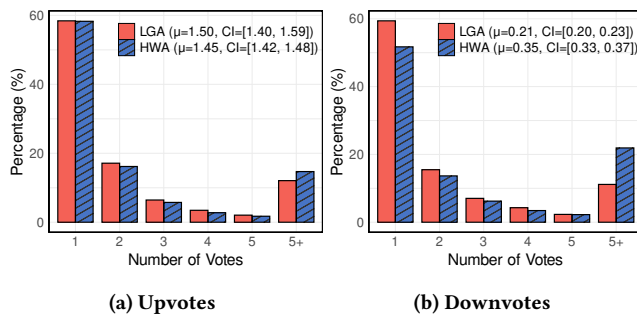 60
40
20
0
Percentage (%)
LGA (μ=1.50, CI=[1.40, 1.59])
HWA (μ=1.45, CI=[1.42, 1.48])
1 2 3 4 5 5+
Number of Votes
(a) Upvotes
60
40
20
0
Percentage (%)
LGA (μ=0.21, CI=[0.20, 0.23])
HWA (μ=0.35, CI=[0.33, 0.37])
1 2 3 4 5 5+
Number of Votes
(b) Downvotes